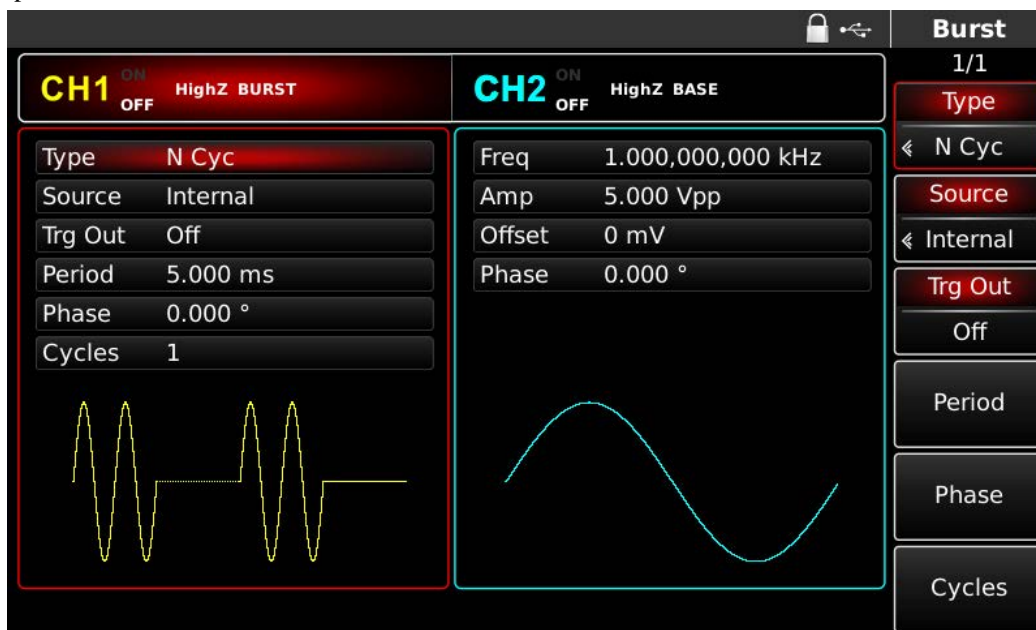 Burst
1/1
CH1 ON OFF HighZ BURST
CH2 ON OFF HighZ BASE
Type N Cyc
Source Internal
Trg Out Off
Period 5.000 ms
Phase 0.000 °
Cycles 1
Freq 1.000,000,000 kHz
Amp 5.000 Vpp
Offset 0 mV
Phase 0.000 °
Type
N Cyc
Source
Internal
Trg Out
Off
Period
Phase
Cycles